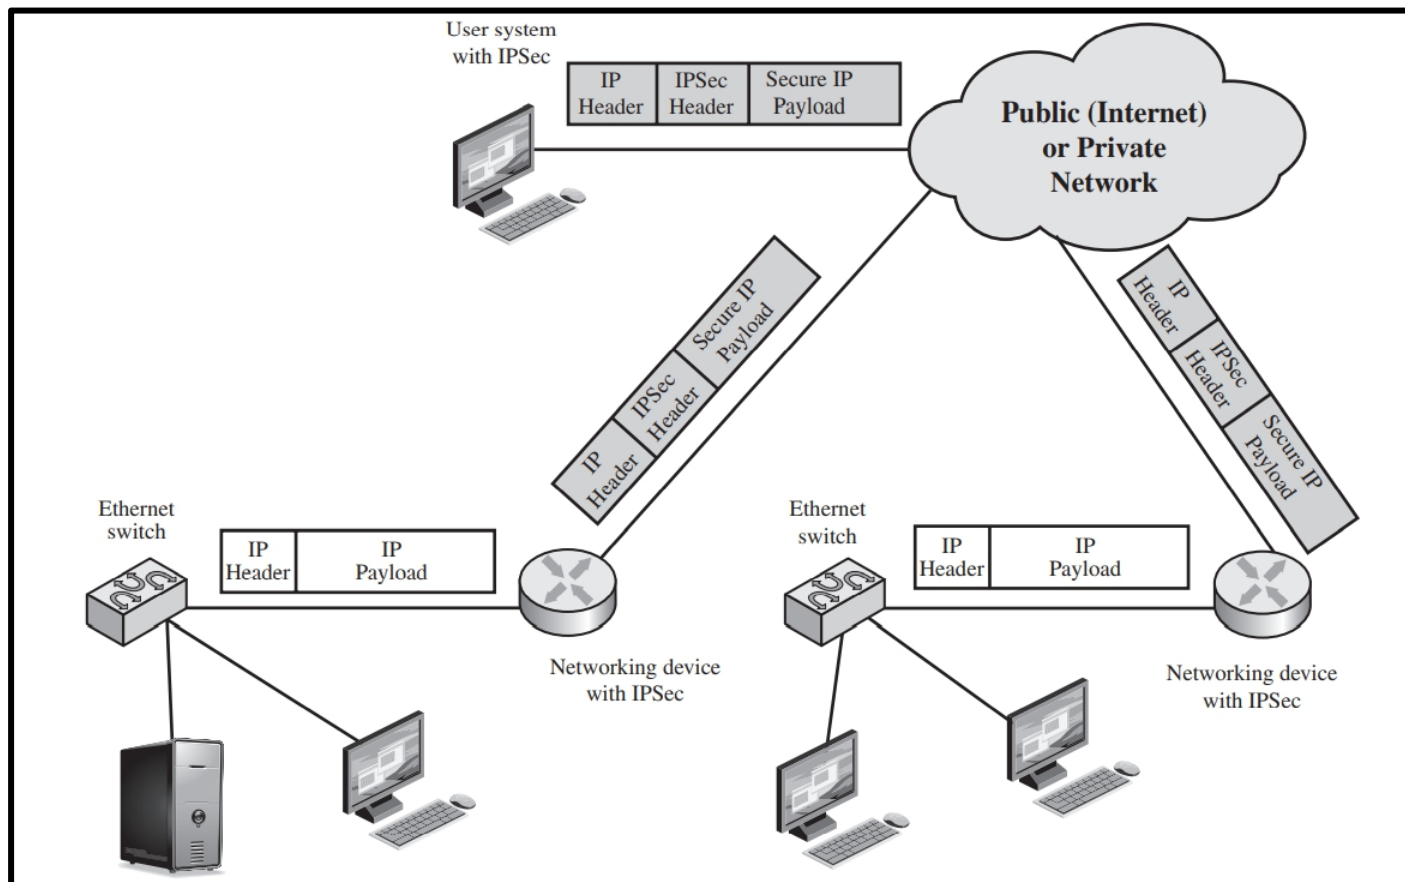 User system
with IPSec
IP
Header
IPSec
Header
Secure IP
Payload
Public (Internet)
or Private
Network
IP
Header
IPSec
Header
Secure IP
Payload
IP
Header
IPSec
Header
Secure IP
Payload
Ethernet
switch
IP
Header
IP
Payload
Networking device
with IPSec
Ethernet
switch
IP
Header
IP
Payload
Networking device
with IPSec